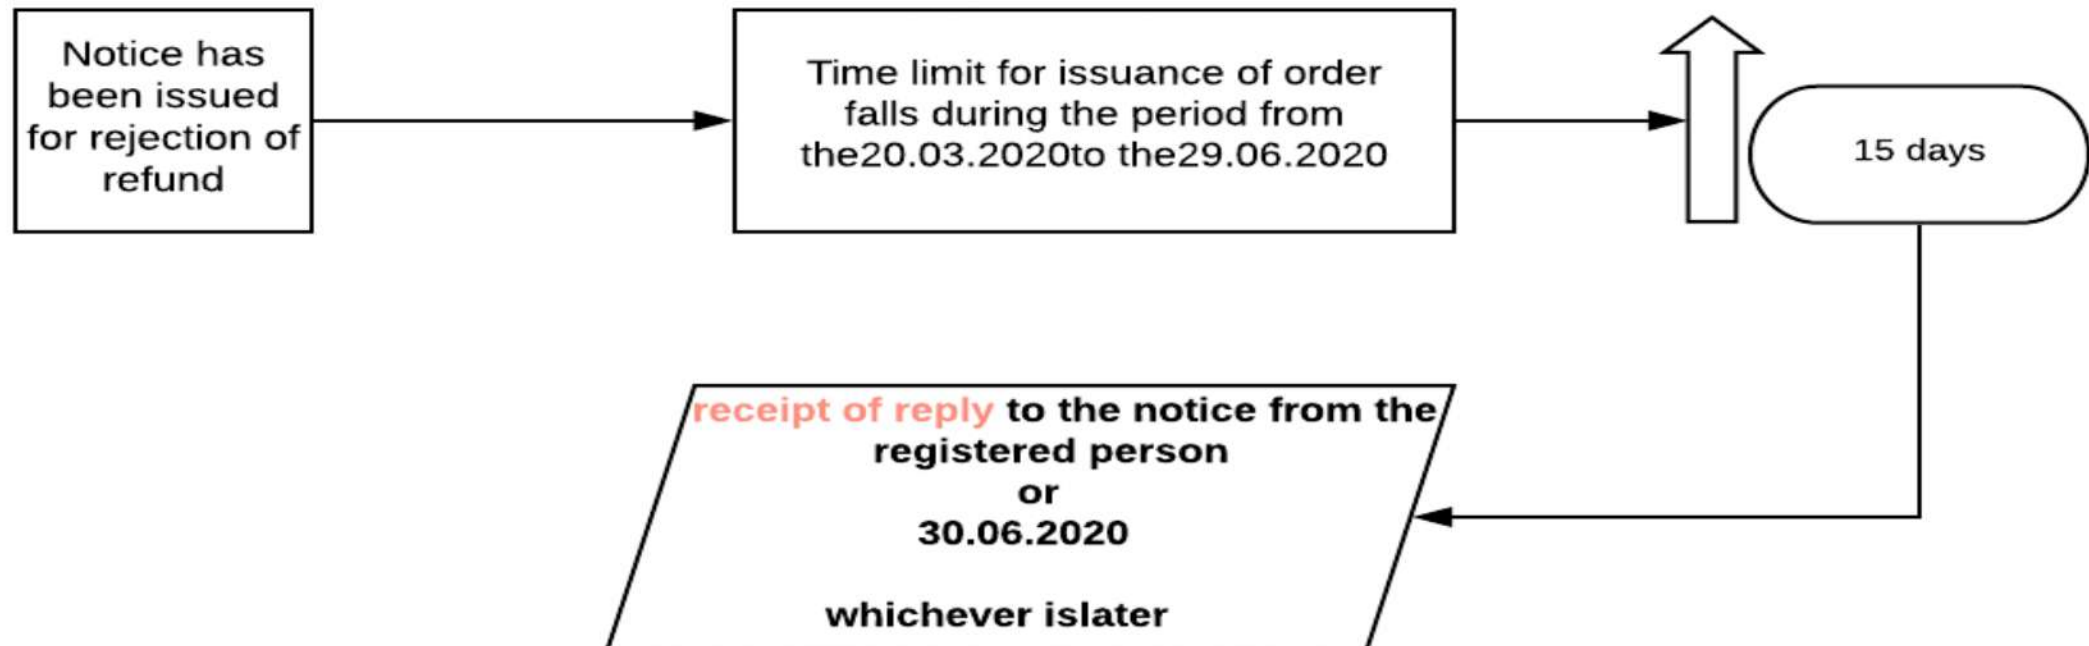 Notice has
been issued
for rejection of
refund
Time limit for issuance of order
falls during the period from
the20.03.2020to the29.06.2020
15 days
receipt of reply to the notice from the
registered person
or
30.06.2020
whichever islater